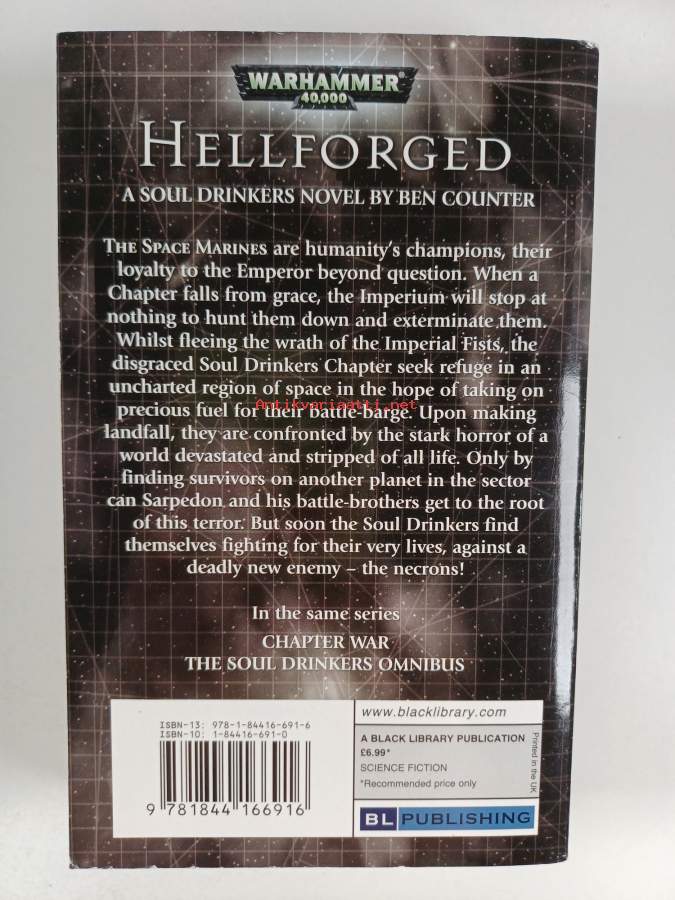 WARHAMMER®
40,000
HELLFORGED
A SOUL DRINKERS NOVEL BY BEN COUNTER
THE SPACE MARINES are humanity's champions, their
loyalty to the Emperor beyond question. When a
Chapter falls from grace, the Imperium will stop at
nothing to hunt them down and exterminate them.
Whilst fleeing the wrath of the Imperial Fists, the
disgraced Soul Drinkers Chapter seek refuge in an
uncharted region of space in the hope of taking on
precious fuel for their battle-barge. Upon making
Antikvariaatti.net
landfall, they are confronted by the stark horror of a
world devastated and stripped of all life. Only by
finding survivors on another planet in the sector
can Sarpedon and his battle-brothers get to the root
of this terror. But soon the Soul Drinkers find
themselves fighting for their very lives, against a
deadly new enemy – the necrons!
In the same series
CHAPTER WAR
THE SOUL DRINKERS OMNIBUS
ISBN-13: 978-1-84416-691-6
ISBN-10: 1-84416-691-0
9 781844 166916
www.blacklibrary.com
A BLACK LIBRARY PUBLICATION
£6.99*
SCIENCE FICTION
*Recommended price only
Printed in the UK
BL PUBLISHING